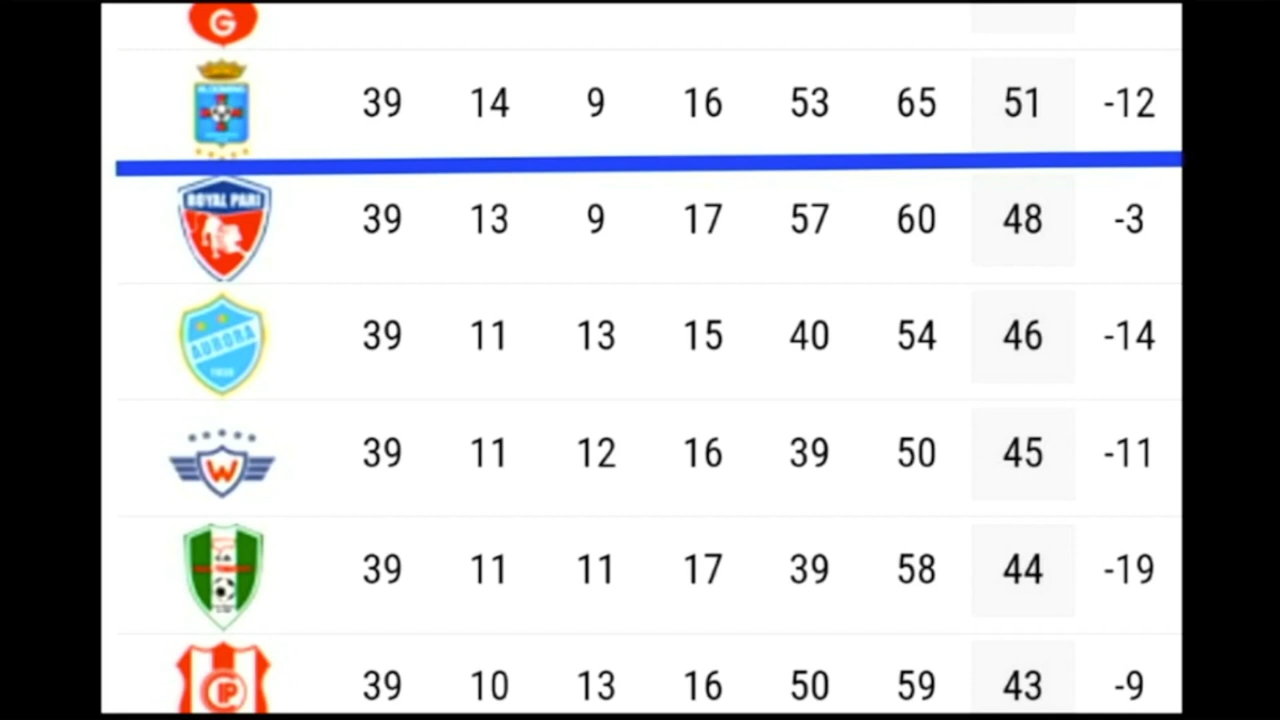 G
39 14 9 16 53 65 51 -12
ROYAL PARI
39 13 9 17 57 60 48 -3
AURORA
39 11 13 15 40 54 46 -14
W
39 11 12 16 39 50 45 -11
39 11 11 17 39 58 44 -19
39 10 13 16 50 59 43 -9